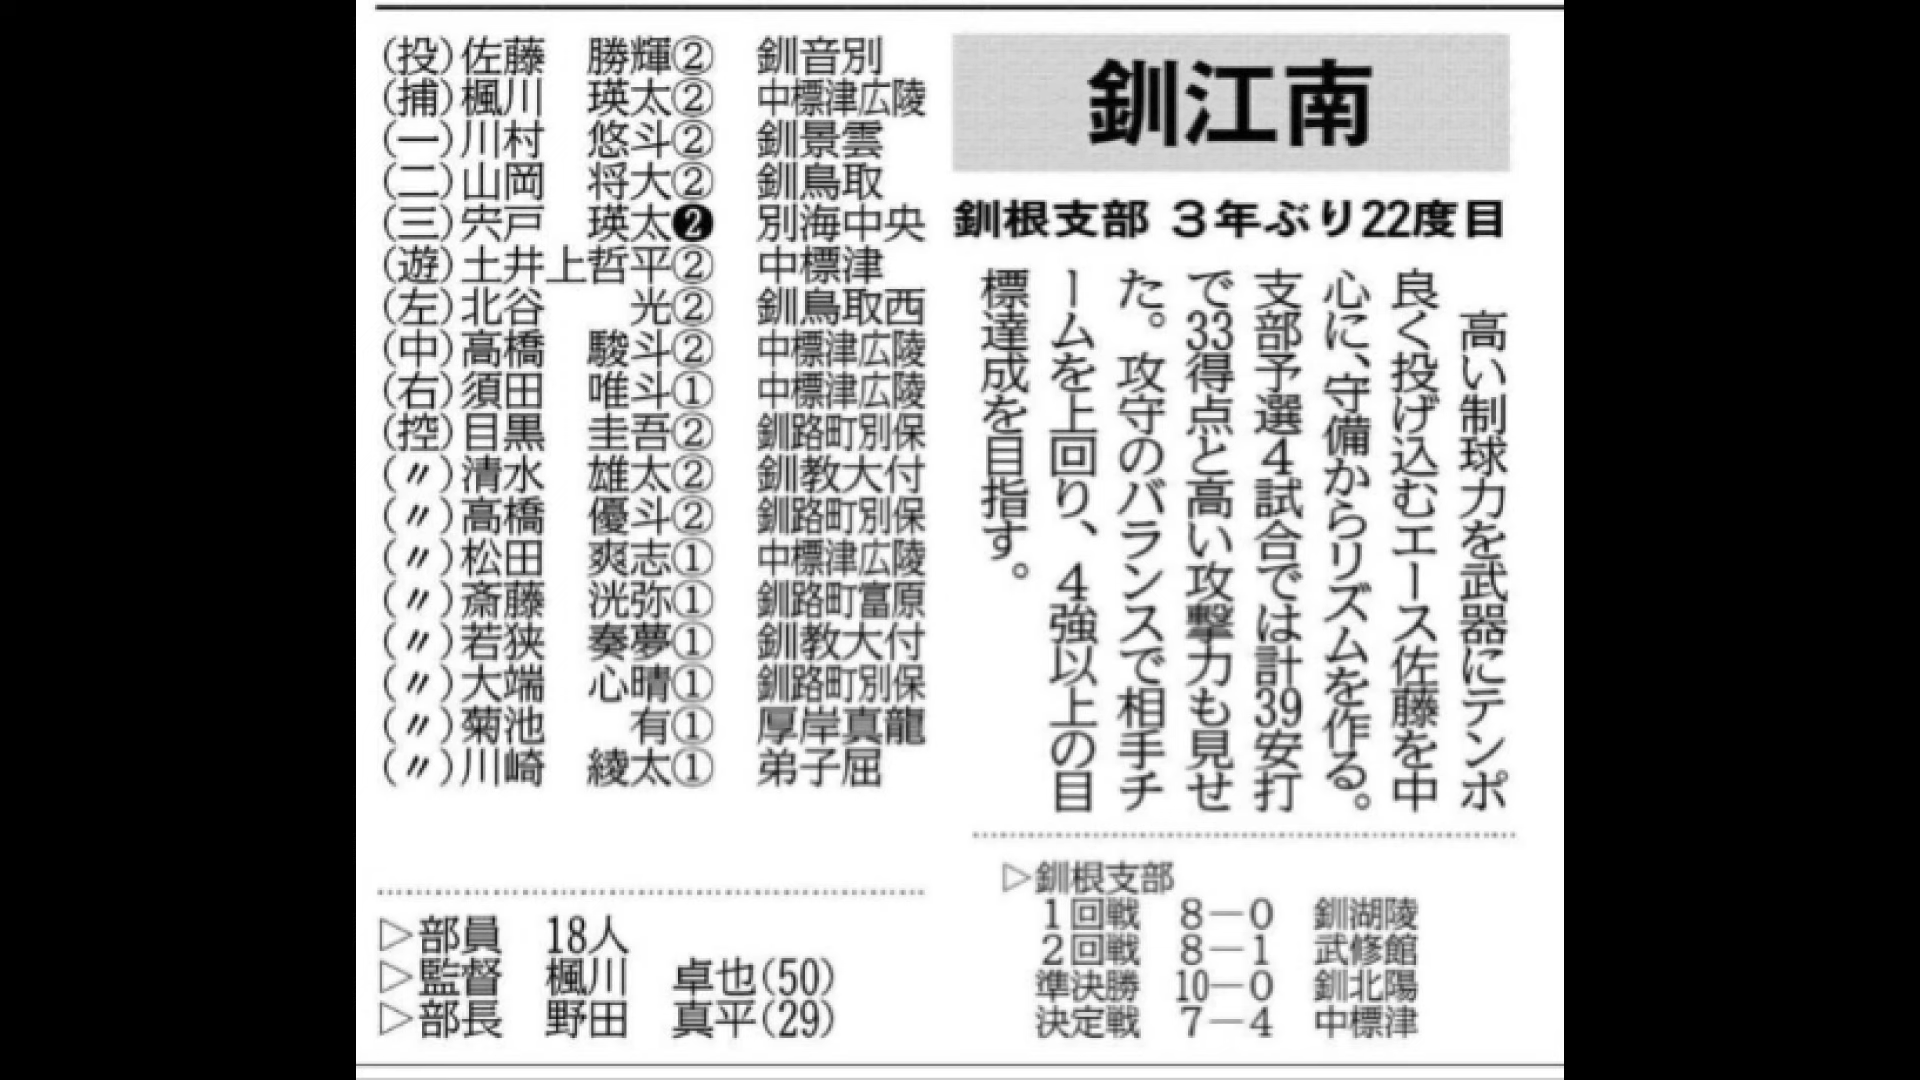 釧江南
釧根支部 3年ぶり22度目
高い制球力を武器にテンポ
良く投げ込むエース佐藤を中
心に、守備からリズムを作る。
支部予選4試合では計39安打
で33得点と高い攻撃力も見せ
た。攻守のバランスで相手チ
ームを上回り、4強以上の目
標達成を目指す。
▷釧根支部
1回戦 8―0 釧湖陵
2回戦 8―1 武修館
準決勝 10―0 釧北陽
決定戦 7―4 中標津
(投)佐藤 勝輝② 釧音別
(捕)楓川 瑛太② 中標津広陵
(一)川村 悠斗② 釧景雲
(二)山岡 将大② 釧鳥取
(三)宍戸 瑛太❷ 別海中央
(遊)土井上哲平② 中標津
(左)北谷 光② 釧鳥取西
(中)高橋 駿斗② 中標津広陵
(右)須田 唯斗① 中標津広陵
(控)目黒 圭吾② 釧路町別保
(〃)清水 雄太② 釧教大付
(〃)高橋 優斗② 釧路町別保
(〃)松田 爽志① 中標津広陵
(〃)斎藤 洸弥① 釧路町富原
(〃)若狭 奏夢① 釧教大付
(〃)大端 心晴① 釧路町別保
(〃)菊池 有① 厚岸真龍
(〃)川崎 綾太① 弟子屈
▷部員 18人
▷監督 楓川 卓也(50)
▷部長 野田 真平(29)